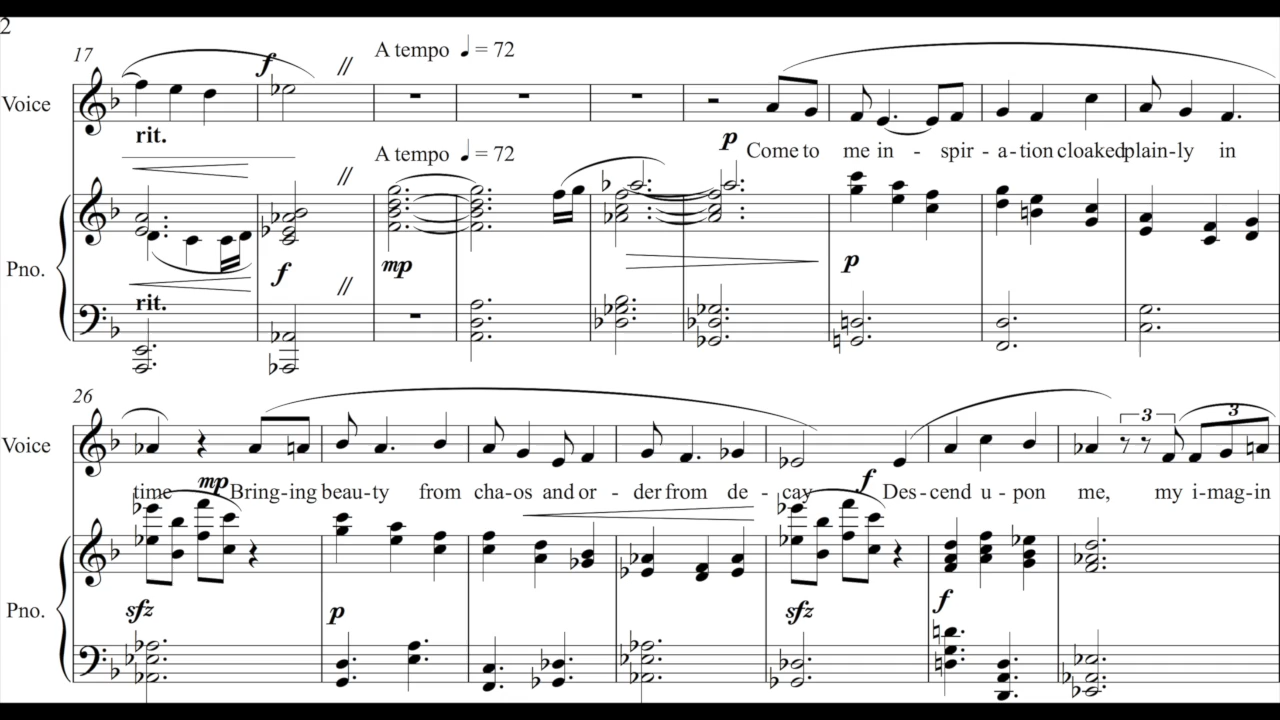 2
17
A tempo ♩ = 72
f
Voice
rit.
p
Come to me in - spir - a - tion cloaked plain - ly in
A tempo ♩ = 72
Pno.
f
mp
p
rit.
26
Voice
mp
f
3
3
time Bring - ing beau - ty from cha - os and or - der from de - cay Des - cend u - pon me, my i - mag - in
Pno.
sfz
p
sfz
f